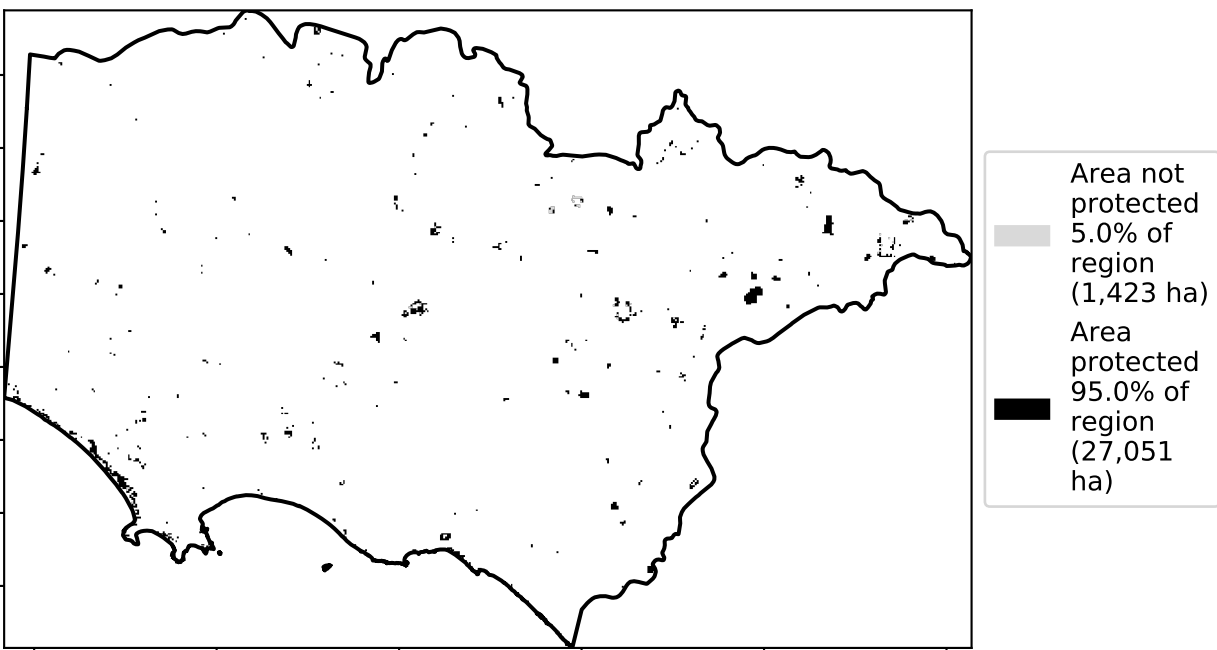 Area not
protected
5.0% of
region
(1,423 ha)
Area
protected
95.0% of
region
(27,051
ha)